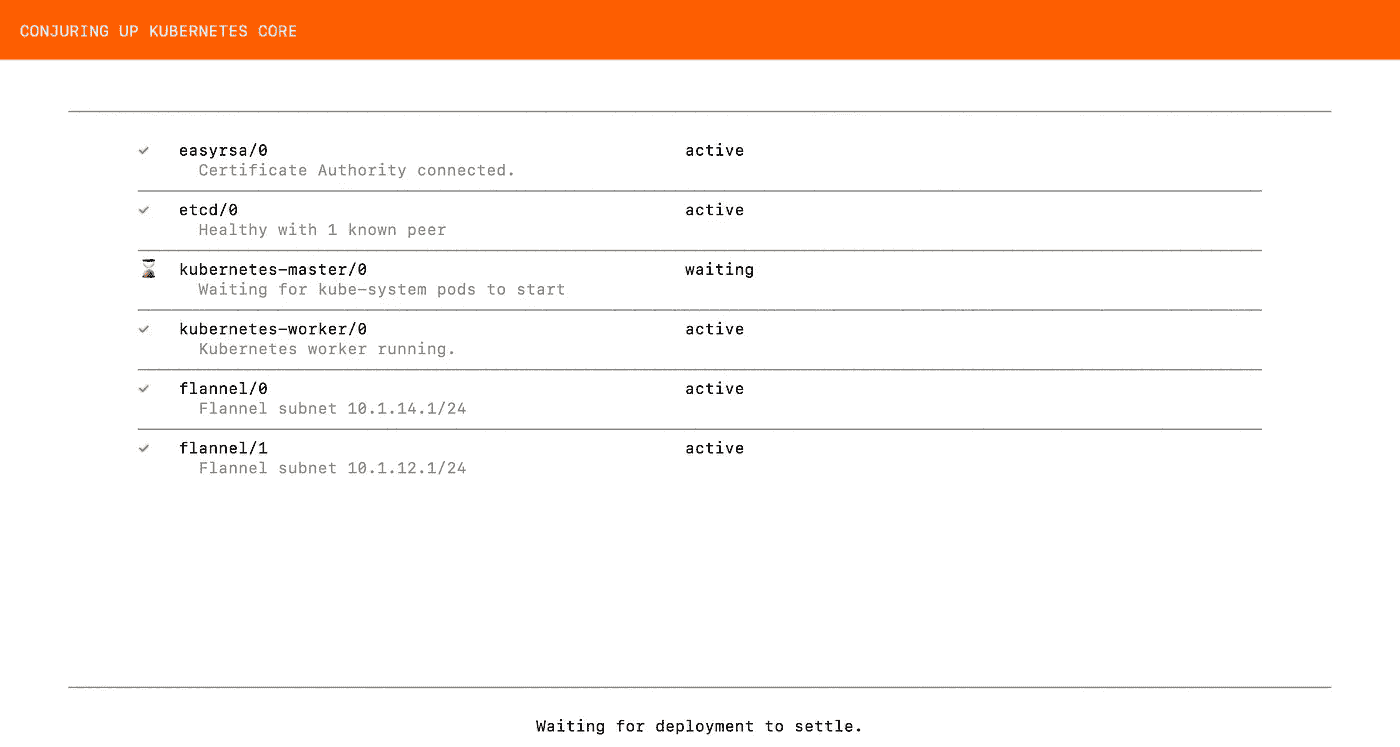 CONJURING UP KUBERNETES CORE
easyrsa/0 active
Certificate Authority connected.
etcd/0 active
Healthy with 1 known peer
kubernetes-master/0 waiting
Waiting for kube-system pods to start
kubernetes-worker/0 active
Kubernetes worker running.
flannel/0 active
Flannel subnet 10.1.14.1/24
flannel/1 active
Flannel subnet 10.1.12.1/24
Waiting for deployment to settle.